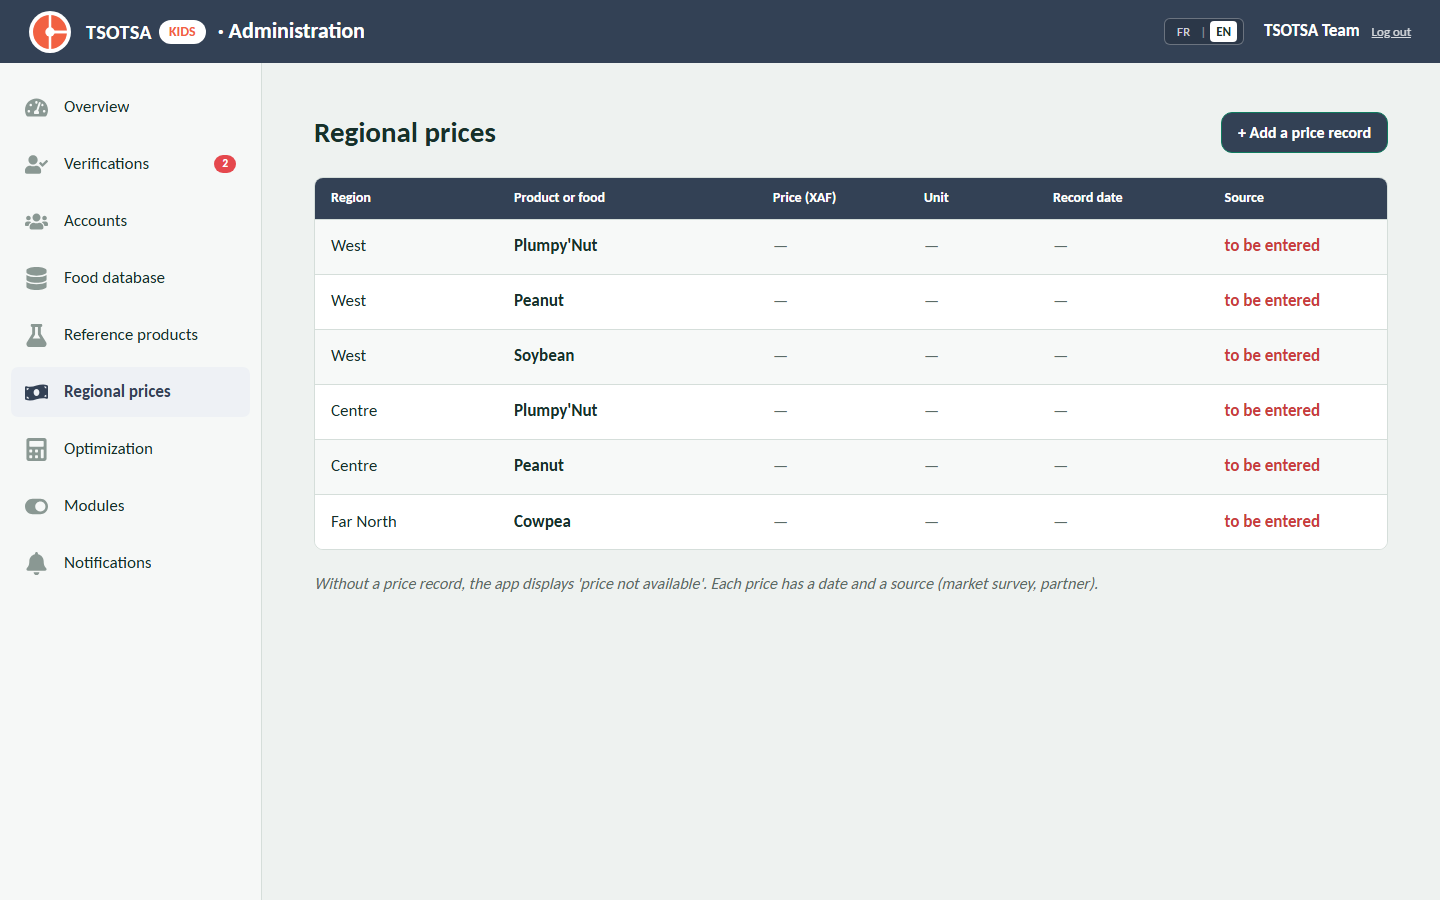 TSOTSA KIDS · Administration
FR | EN
TSOTSA Team Log out
Overview
Verifications 2
Accounts
Food database
Reference products
Regional prices
Optimization
Modules
Notifications
Regional prices
+ Add a price record
Region Product or food Price (XAF) Unit Record date Source
West Plumpy'Nut — — — to be entered
West Peanut — — — to be entered
West Soybean — — — to be entered
Centre Plumpy'Nut — — — to be entered
Centre Peanut — — — to be entered
Far North Cowpea — — — to be entered
Without a price record, the app displays 'price not available'. Each price has a date and a source (market survey, partner).